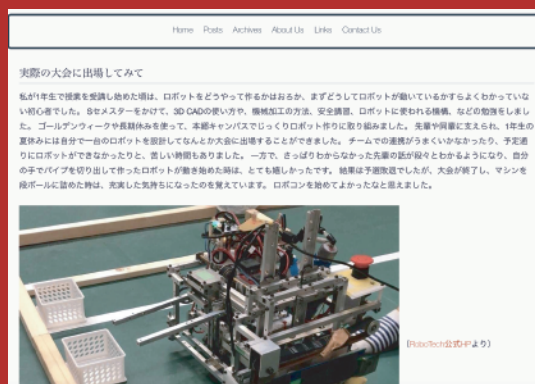 Home Posts Archives About Us Links Contact Us
実際の大会に出場してみて
私が1年生で授業を受講し始めた頃は、ロボットをどうやって作るかはおろか、まずどうしてロボットが動いているかすらよくわかっていな
い初心者でした。 Sセメスターをかけて、3D CADの使い方や、機械加工の方法、安全講習、ロボットに使われる機構、などの勉強をしまし
た。 ゴールデンウィークや長期休みを使って、本郷キャンパスでじっくりロボット作りに取り組みました。 先輩や同輩に支えられ、1年生の
夏休みには自分で一台のロボットを設計してなんとか大会に出場することができました。 チームでの連携がうまくいかなかったり、予定通
りにロボットができなかったりと、苦しい時間もありました。 一方で、さっぱりわからなかった先輩の話が段々とわかるようになり、自分
の手でパイプを切り出して作ったロボットが動き始めた時は、とても嬉しかったです。 結果は予選敗退でしたが、大会が終了し、マシンを
段ボールに詰めた時は、充実した気持ちになったのを覚えています。 ロボコンを始めてよかったなと思えました。
(RoboTech公式HPより)